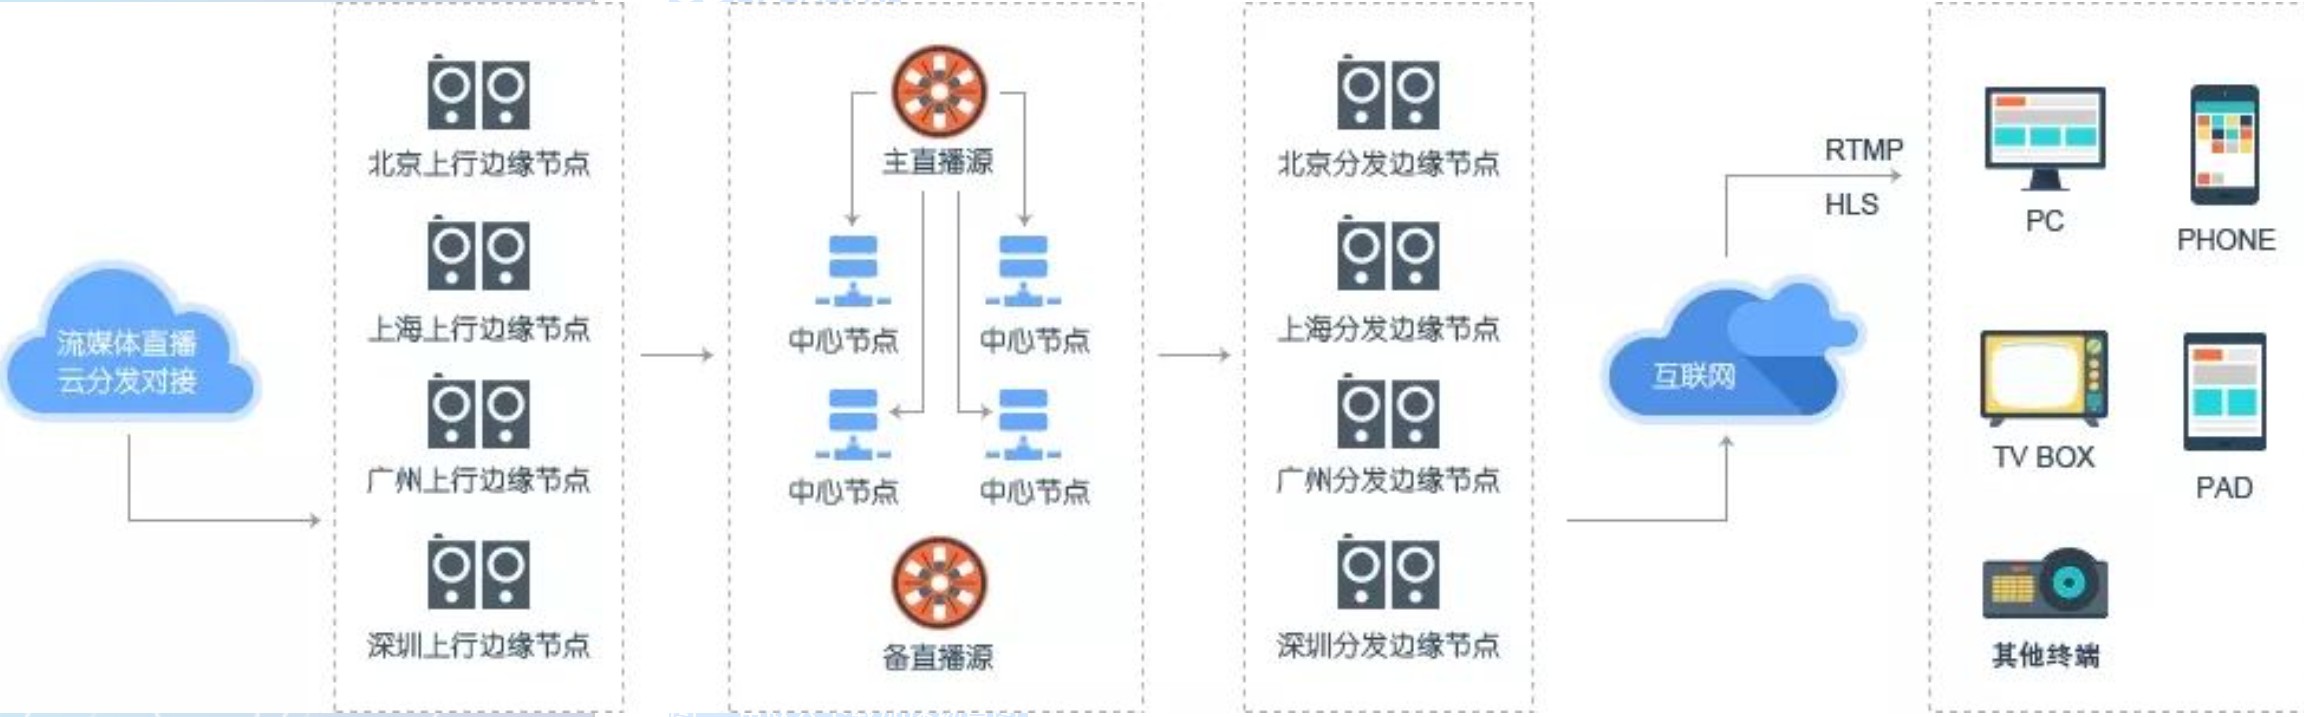 流媒体直播
云分发对接
北京上行边缘节点
上海上行边缘节点
广州上行边缘节点
深圳上行边缘节点
主直播源
中心节点
中心节点
中心节点
中心节点
备直播源
北京分发边缘节点
上海分发边缘节点
广州分发边缘节点
深圳分发边缘节点
互联网
RTMP
HLS
PC
PHONE
TV BOX
PAD
其他终端